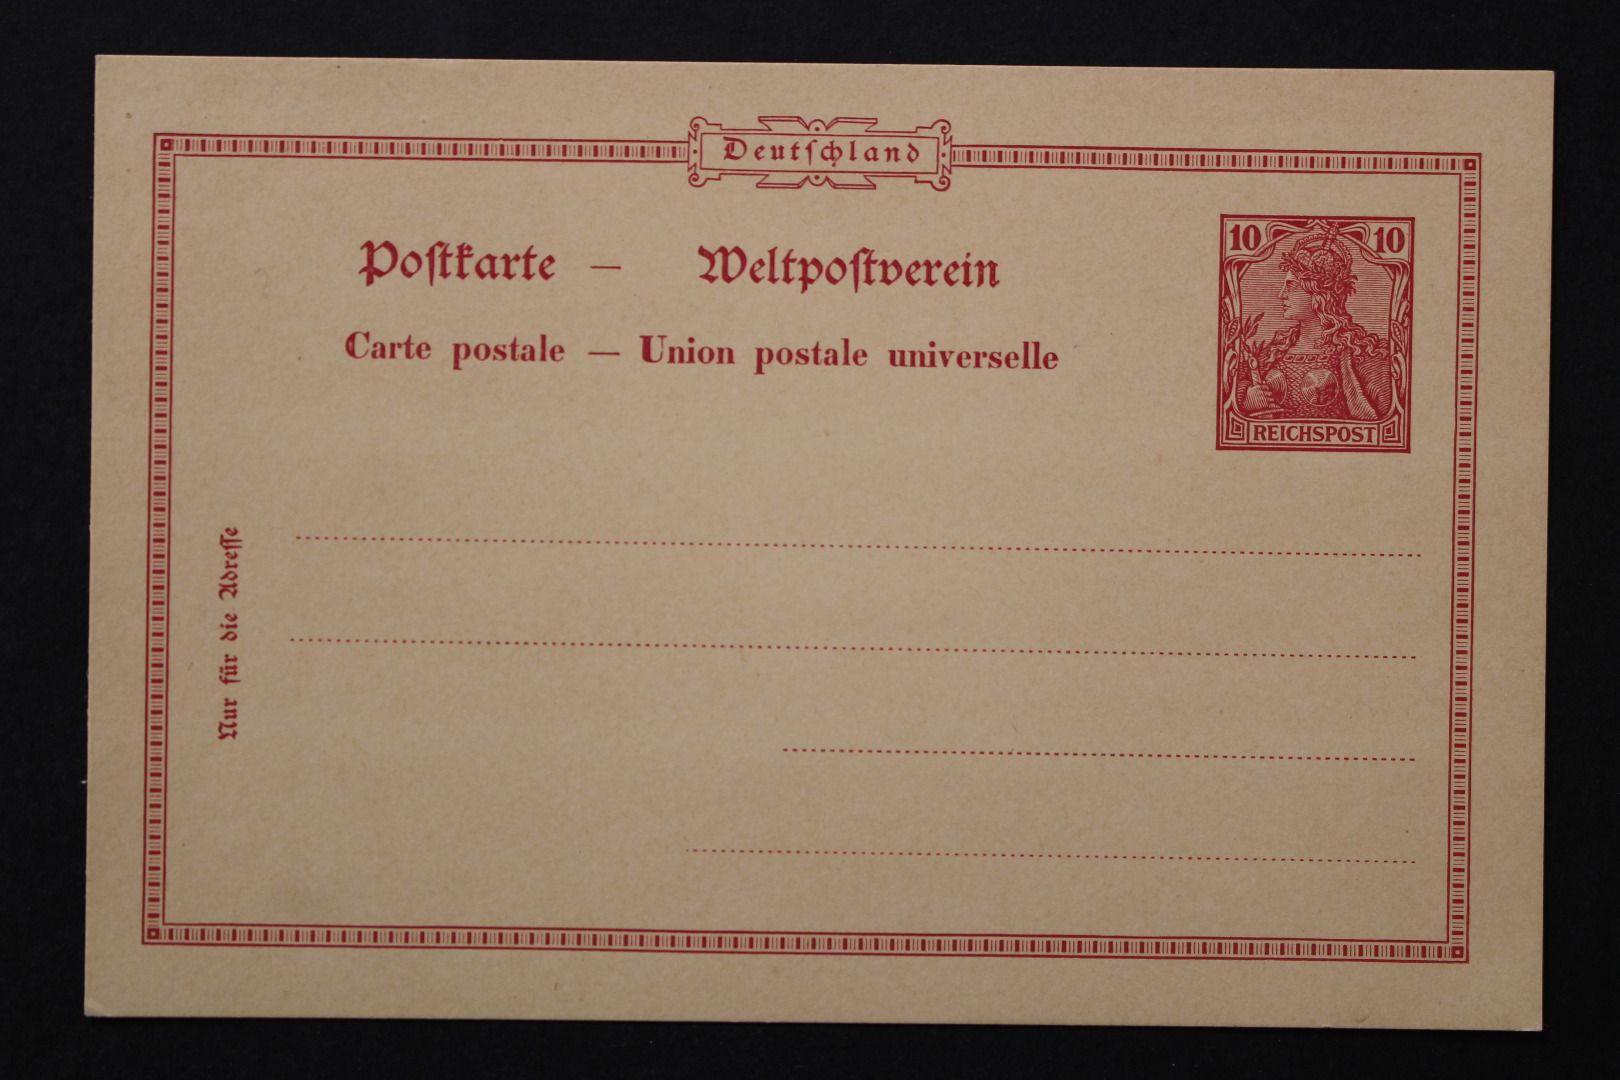 Deutschland
Postkarte — Weltpostverein
Carte postale — Union postale universelle
10 10
REICHSPOST
Nur für die Adresse